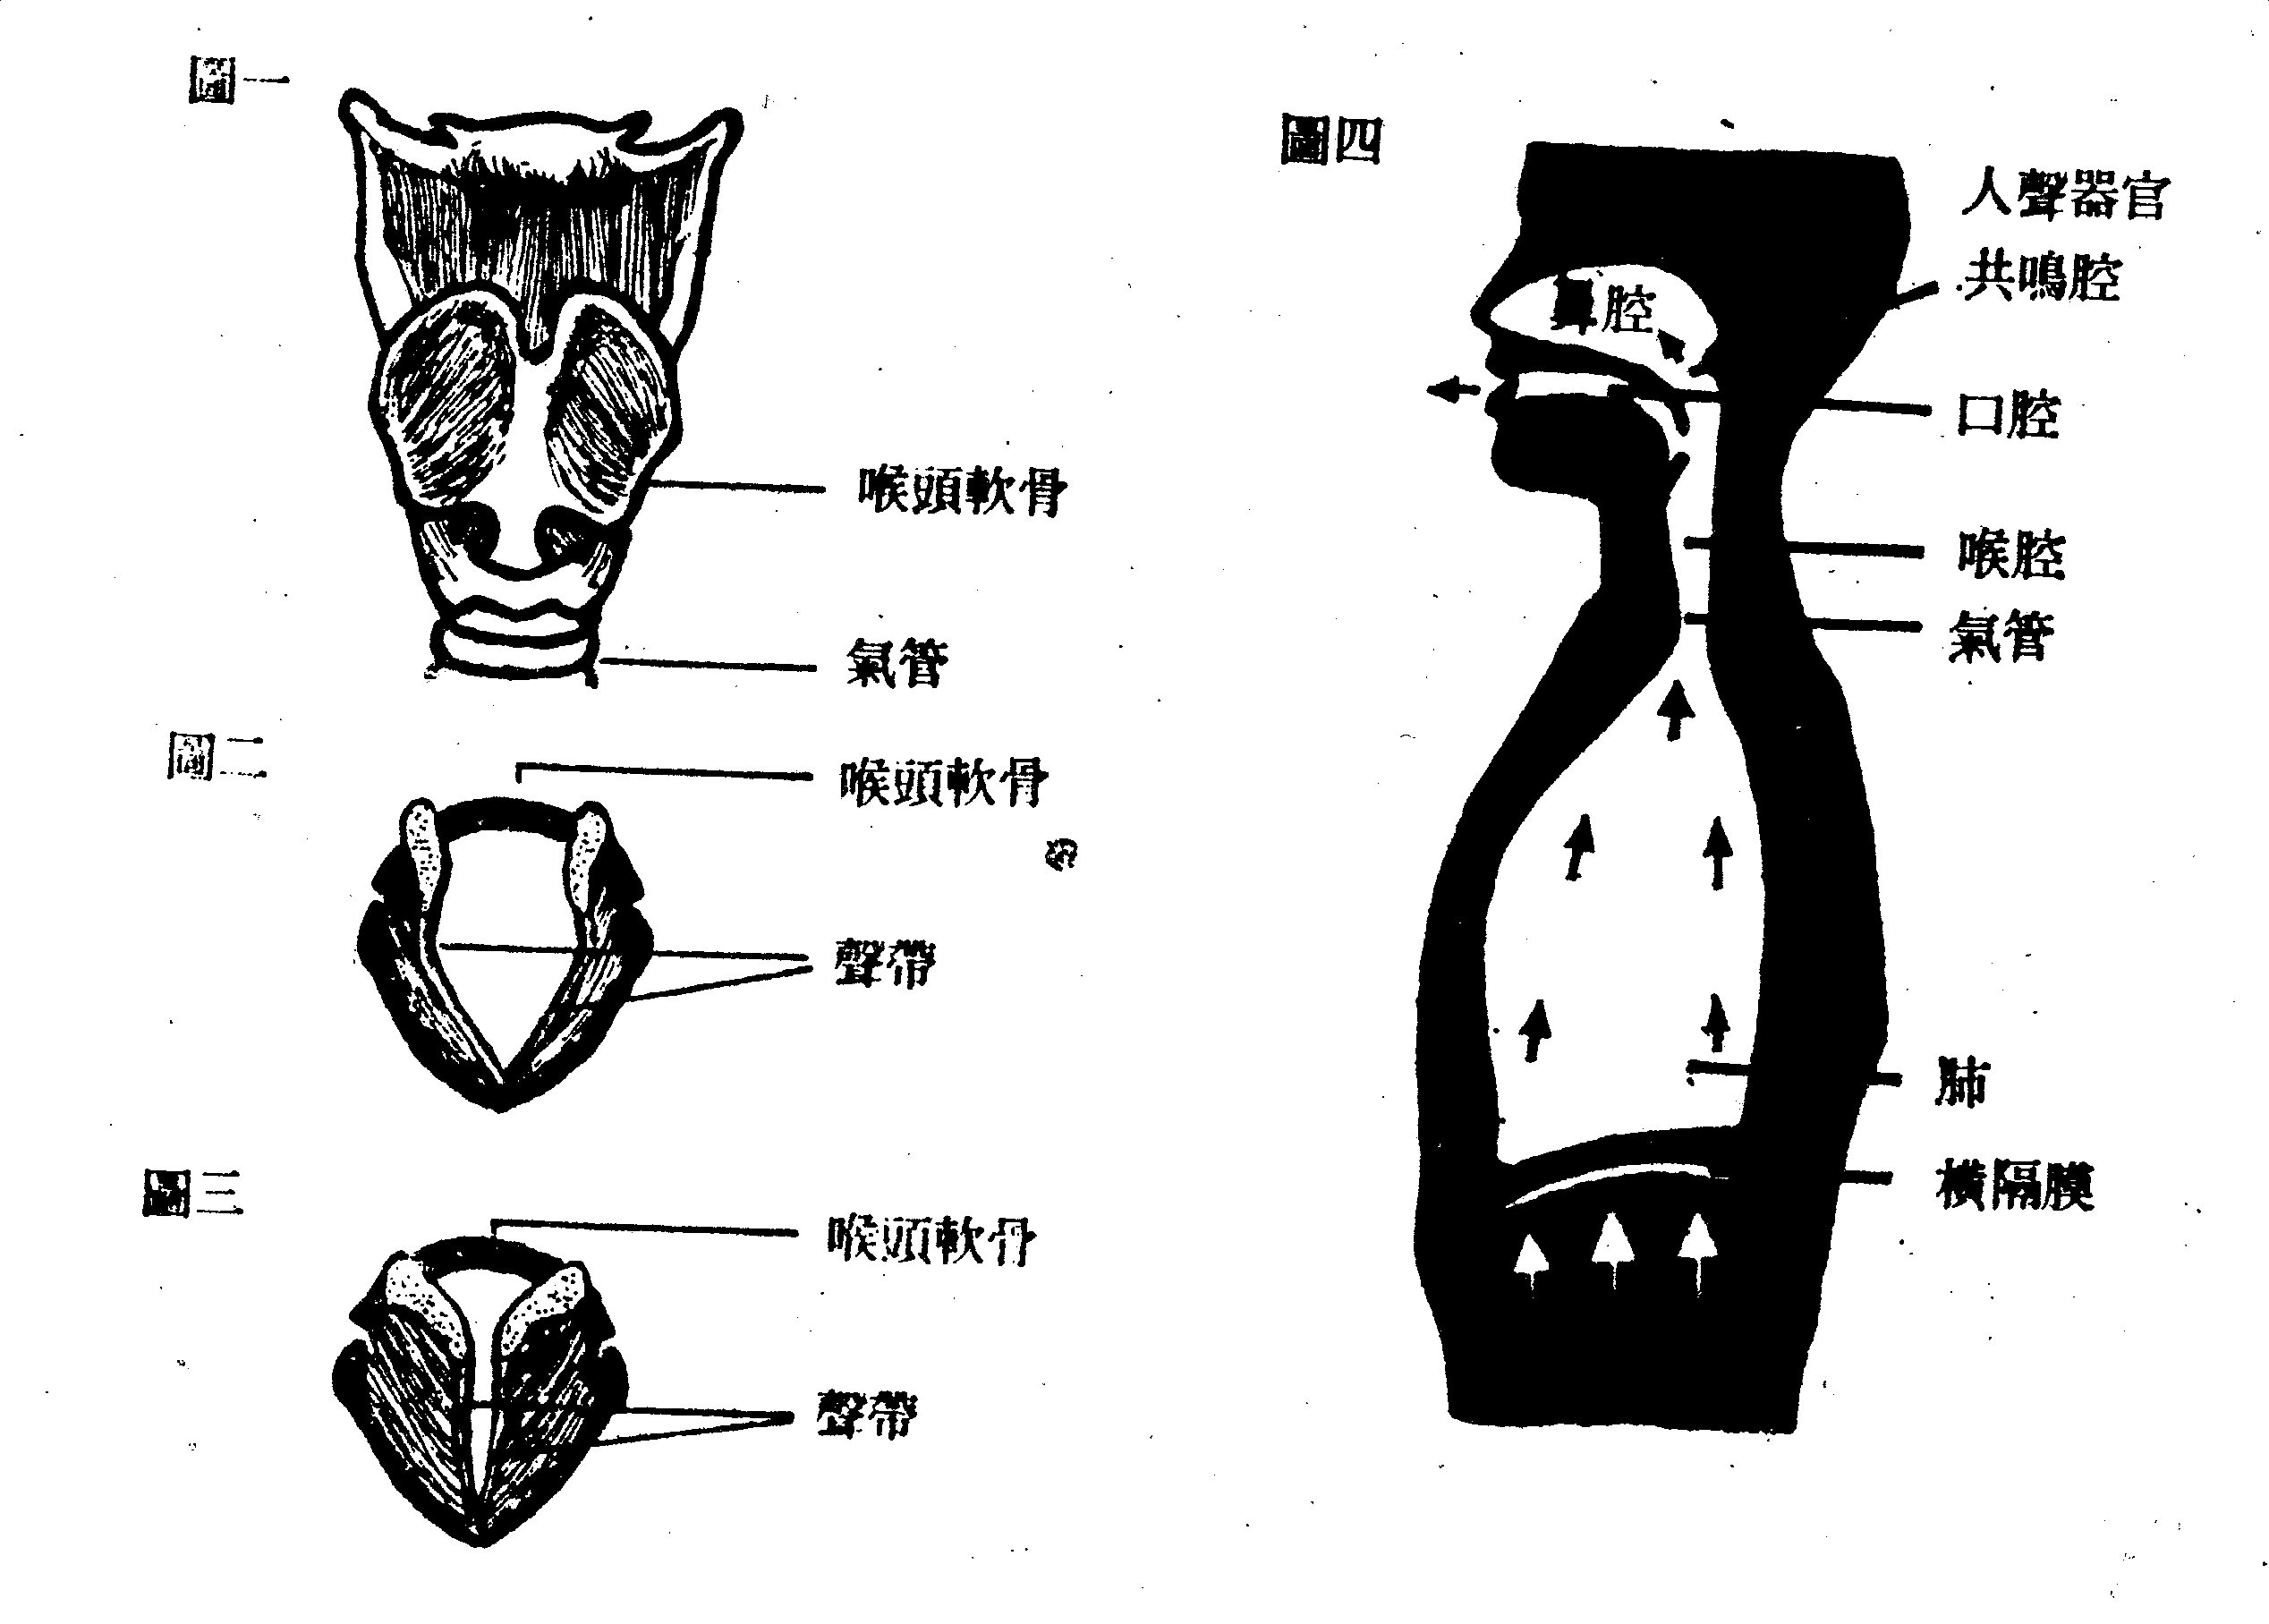 圖一
喉頭軟骨
氣管
圖二
喉頭軟骨
聲帶
圖三
喉頭軟骨
聲帶
圖四
人聲器官
共鳴腔
鼻腔
口腔
喉腔
氣管
肺
橫隔膜